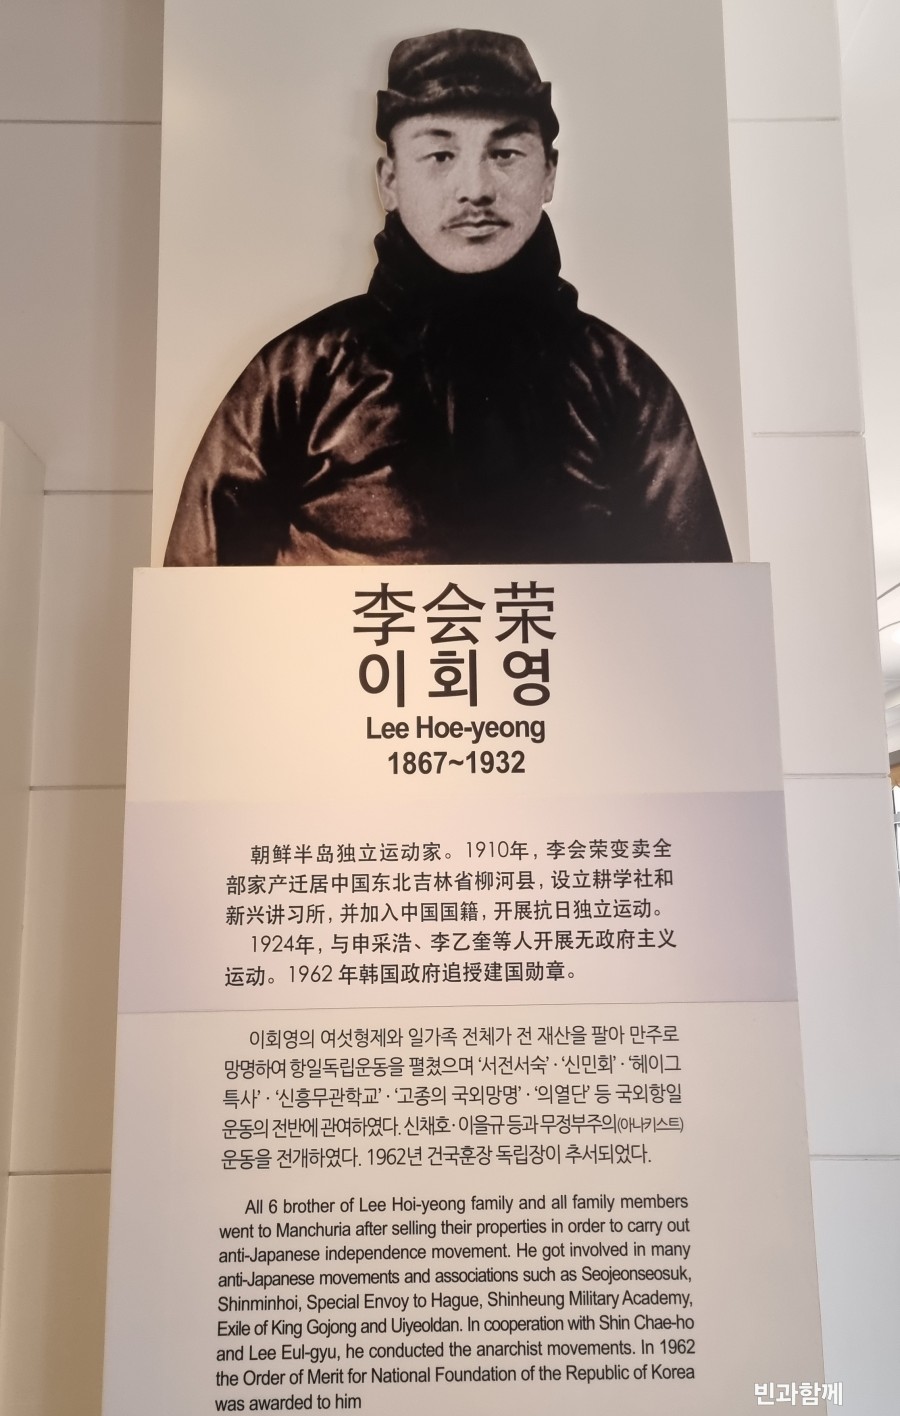 李会荣
이회영
Lee Hoe-yeong
1867~1932
朝鲜半岛独立运动家。1910年，李会荣变卖全
部家产迁居中国东北吉林省柳河县，设立耕学社和
新兴讲习所，并加入中国国籍，开展抗日独立运动。
1924年，与申采浩、李乙奎等人开展无政府主义
运动。1962 年韩国政府追授建国勋章。
이회영의 여섯형제와 일가족 전체가 전 재산을 팔아 만주로
망명하여 항일독립운동을 펼쳤으며 ‘서전서숙’·‘신민회’·‘헤이그
특사’·‘신흥무관학교’·‘고종의 국외망명’·‘의열단’ 등 국외항일
운동의 전반에 관여하였다. 신채호·이을규 등과 무정부주의(아나키스트)
운동을 전개하였다. 1962년 건국훈장 독립장이 추서되었다.
All 6 brother of Lee Hoi-yeong family and all family members
went to Manchuria after selling their properties in order to carry out
anti-Japanese independence movement. He got involved in many
anti-Japanese movements and associations such as Seojeonseosuk,
Shinminhoi, Special Envoy to Hague, Shinheung Military Academy,
Exile of King Gojong and Uiyeoldan. In cooperation with Shin Chae-ho
and Lee Eul-gyu, he conducted the anarchist movements. In 1962
the Order of Merit for National Foundation of the Republic of Korea
was awarded to him
빈과함께